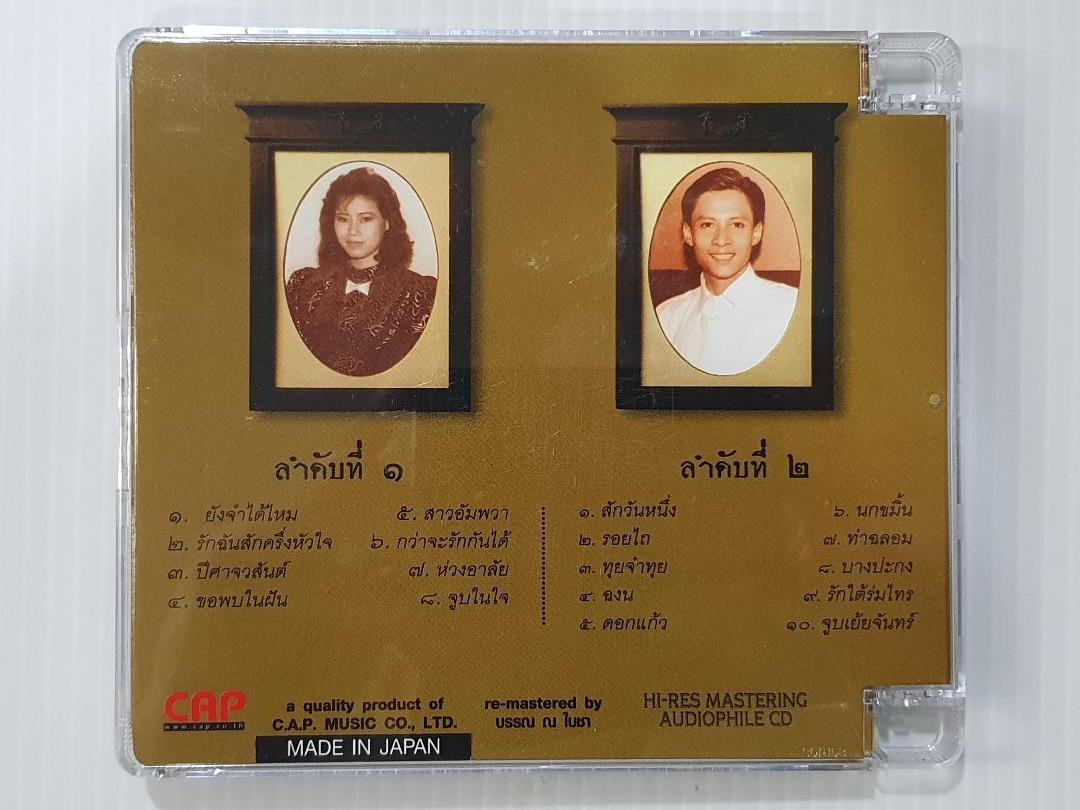 ลำดับที่ ๑
๑. ยังจำได้ไหม
๒. รักฉันสักครึ่งหัวใจ
๓. ปีศาจวสันต์
๔. ขอพบในฝัน
๕. สาวอัมพวา
๖. กว่าจะรักกันได้
๗. ห่วงอาลัย
๘. จูบในใจ
ลำดับที่ ๒
๑. สักวันหนึ่ง
๒. รอยไถ
๓. ทุยจ๋าทุย
๔. ฉงน
๕. ดอกแก้ว
๖. นกขมิ้น
๗. ท่าฉลอม
๘. บางปะกง
๙. รักใต้ร่มไทร
๑๐. จูบเย้ยจันทร์
CAP
www.cap.co.th
a quality product of
C.A.P. MUSIC CO., LTD.
MADE IN JAPAN
re-mastered by
บรรณ ณ ใบชา
HI-RES MASTERING
AUDIOPHILE CD